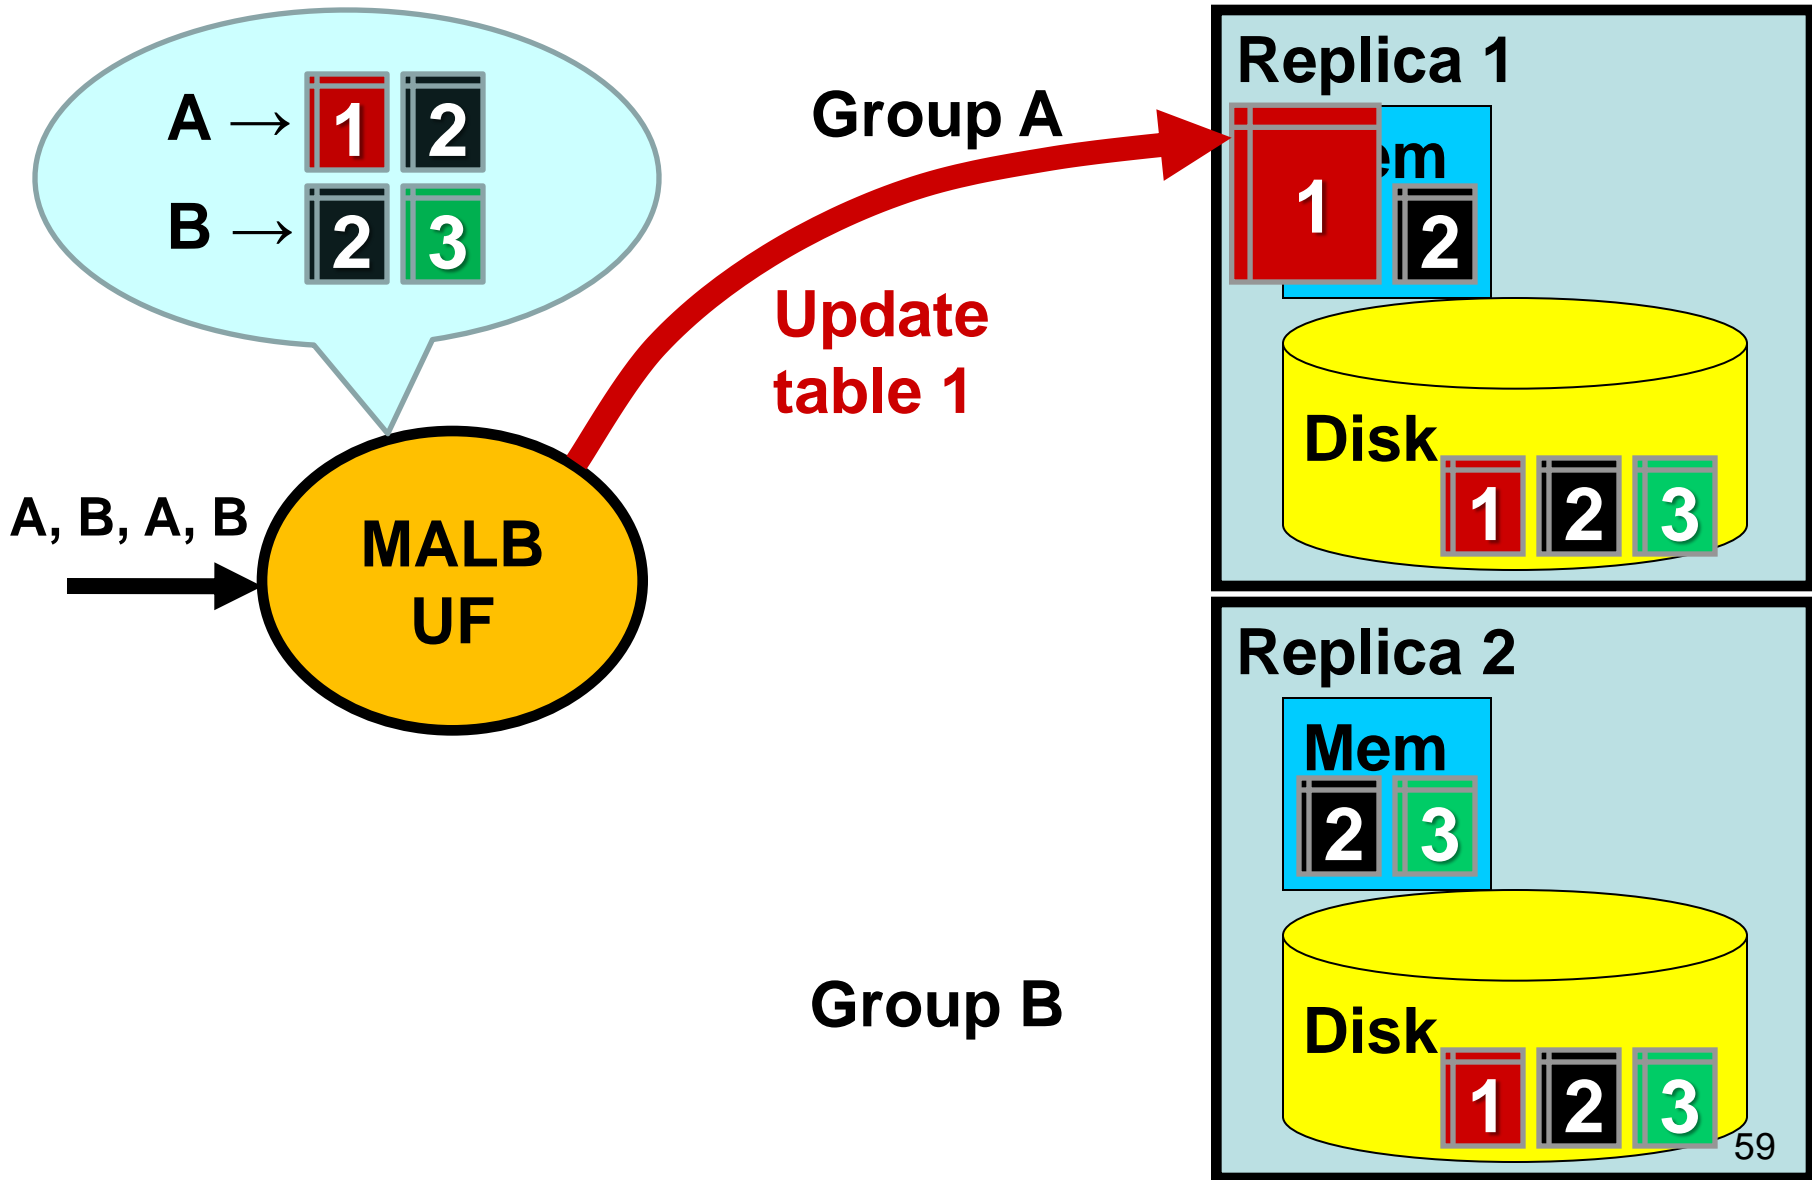 A → 1 2
B → 2 3
A, B, A, B
MALB
UF
Group A
Update
table 1
Replica 1
em
1
2
Disk
1 2 3
Group B
Replica 2
Mem
2 3
Disk
1 2 3
59